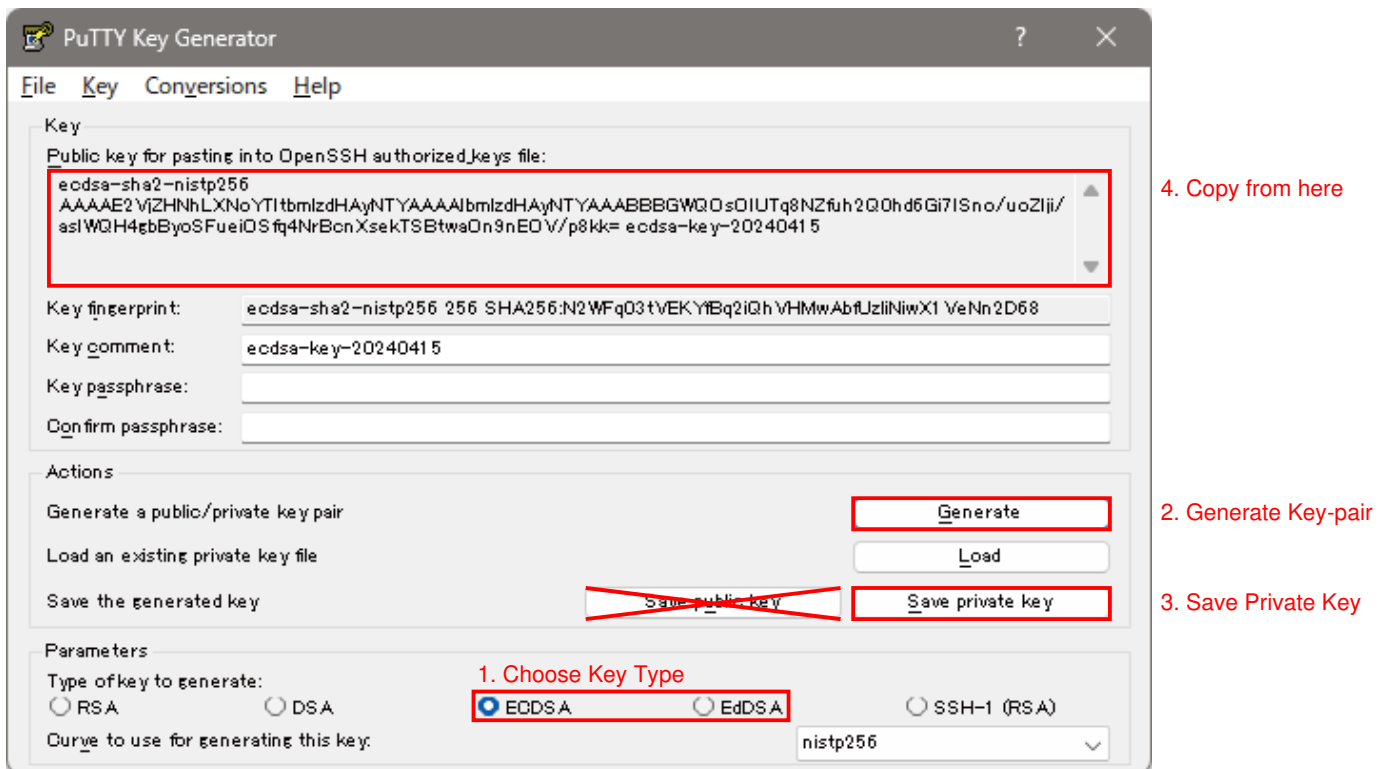 PuTTY Key Generator
?
File Key Conversions Help
Key
Public key for pasting into OpenSSH authorized_keys file:
ecdsa-sha2-nistp256
AAAAE2VjZHNhLXNoYTItbmlzdHAyNTYAAAAIbmlzdHAyNTYAAABBBGWQOsOIUTq8NZfuh2Q0hd6Gi7ISno/uoZIji/
asIWQH4gbByoSFueiOSfq4NrBcnXsekTSBtwaOn9nEOV/p8kk= ecdsa-key-20240415
4. Copy from here
Key fingerprint: ecdsa-sha2-nistp256 256 SHA256:N2WFq03tVEKYfBq2iQhVHMwAbfUzliNiwX1VeNn2D68
Key comment: ecdsa-key-20240415
Key passphrase:
Confirm passphrase:
Actions
Generate a public/private key pair Generate
2. Generate Key-pair
Load an existing private key file Load
Save the generated key Save public key Save private key
3. Save Private Key
Parameters
1. Choose Key Type
Type of key to generate:
RSA DSA ECDSA EdDSA SSH-1 (RSA)
Curve to use for generating this key: nistp256